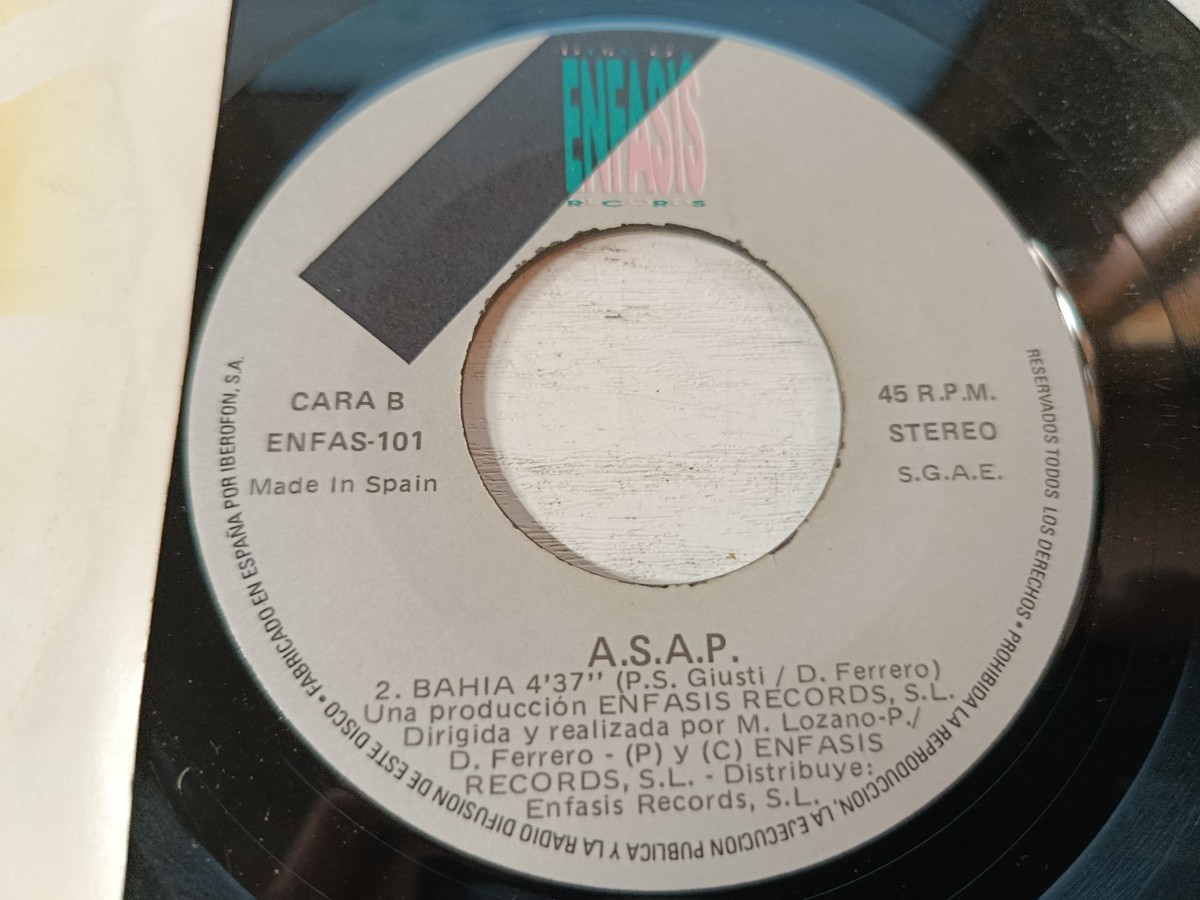 ENFASIS
RECORDS
CARA B
ENFAS-101
Made In Spain
45 R.P.M.
STEREO
S.G.A.E.
A.S.A.P.
2. BAHIA 4'37'' (P.S. Giusti / D. Ferrero)
Una producción ENFASIS RECORDS, S.L.
Dirigida y realizada por M. Lozano-P./
D. Ferrero - (P) y (C) ENFASIS
RECORDS, S.L. - Distribuye:
Enfasis Records, S.L.
RESERVADOS TODOS LOS DERECHOS • PROHIBIDA LA REPRODUCCION, LA EJECUCION PUBLICA Y LA RADIO DIFUSION DE ESTE DISCO • FABRICADO EN ESPAÑA POR IBEROFON, S.A.